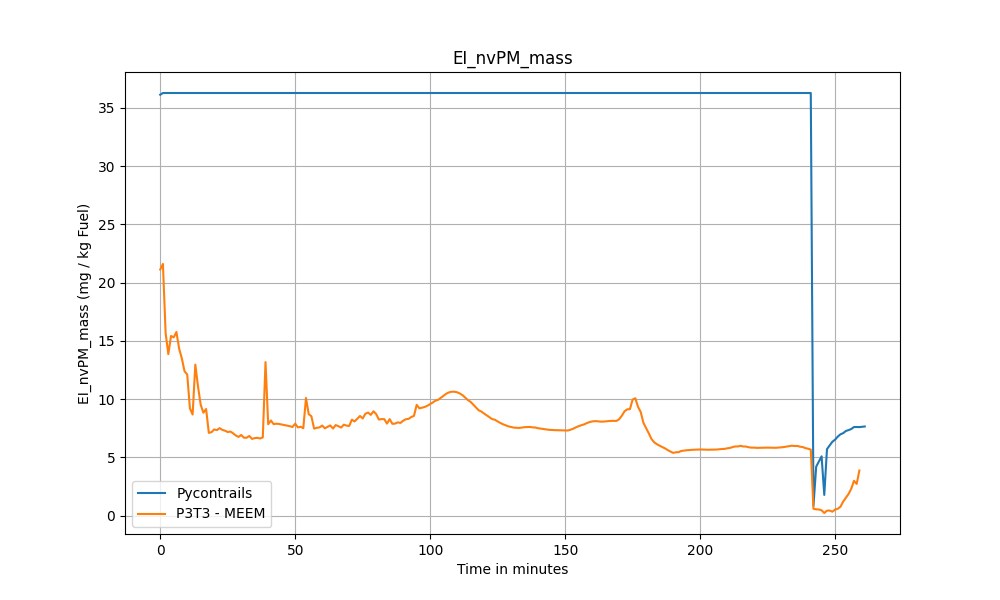 EI_nvPM_mass
EI_nvPM_mass (mg / kg Fuel)
35
30
25
20
15
10
5
0
Pycontrails
P3T3 - MEEM
0 50 100 150 200 250
Time in minutes